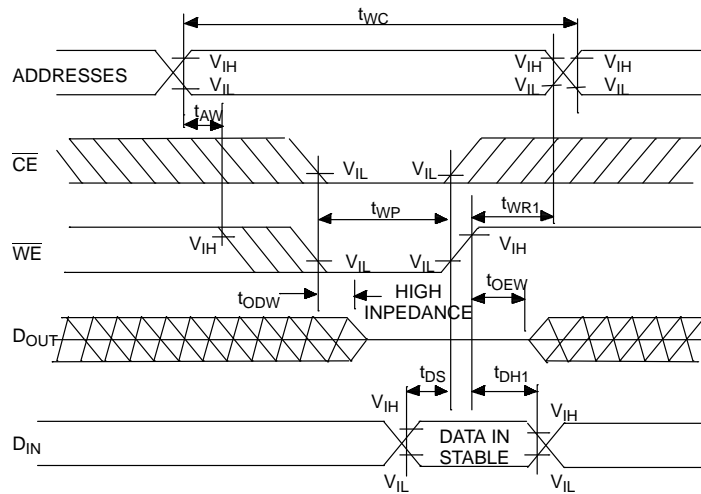 tWC
ADDRESSES
VIH
VIL
VIH
VIL
VIH
VIL
tAW
CE
VIL
VIL
tWP
tWR1
WE
VIH
VIL
VIL
VIH
tODW
HIGH
INPEDANCE
tOEW
DOUT
tDS
tDH1
VIH
VIH
DIN
DATA IN
STABLE
VIL
VIL